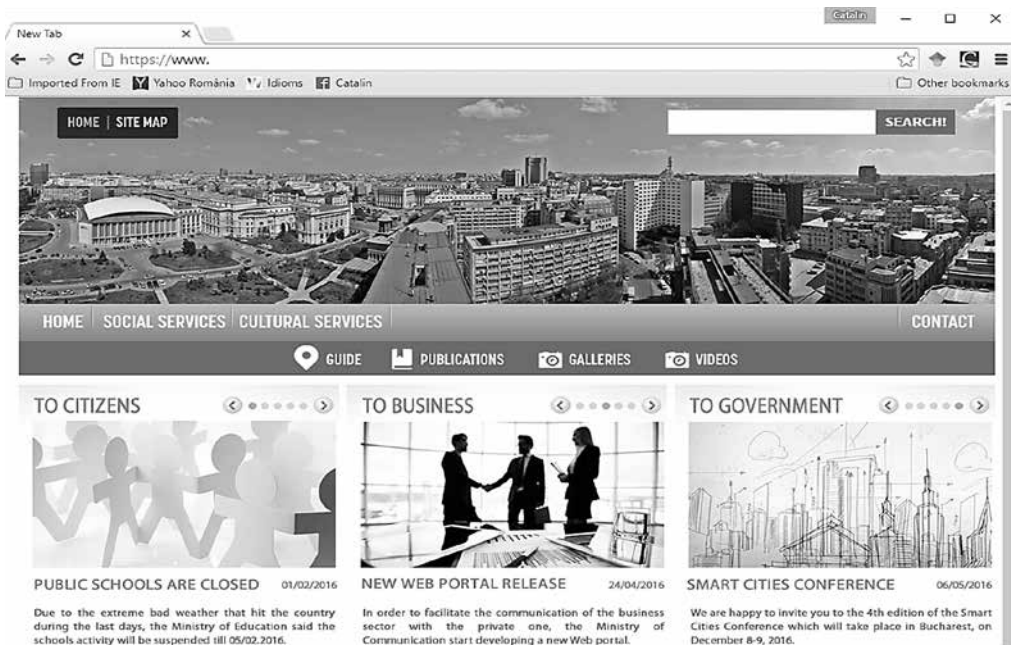 Catalin
New Tab
https://www.
Imported From IE Yahoo România Idioms Catalin Other bookmarks
HOME | SITE MAP SEARCH!
HOME SOCIAL SERVICES CULTURAL SERVICES CONTACT
GUIDE PUBLICATIONS GALLERIES VIDEOS
TO CITIZENS
PUBLIC SCHOOLS ARE CLOSED 01/02/2016
Due to the extreme bad weather that hit the country
during the last days, the Ministry of Education said the
schools activity will be suspended till 05/02.2016.
TO BUSINESS
NEW WEB PORTAL RELEASE 24/04/2016
In order to facilitate the communication of the business
sector with the private one, the Ministry of
Communication start developing a new Web portal.
TO GOVERNMENT
SMART CITIES CONFERENCE 06/05/2016
We are happy to invite you to the 4th edition of the Smart
Cities Conference which will take place in Bucharest, on
December 8-9, 2016.